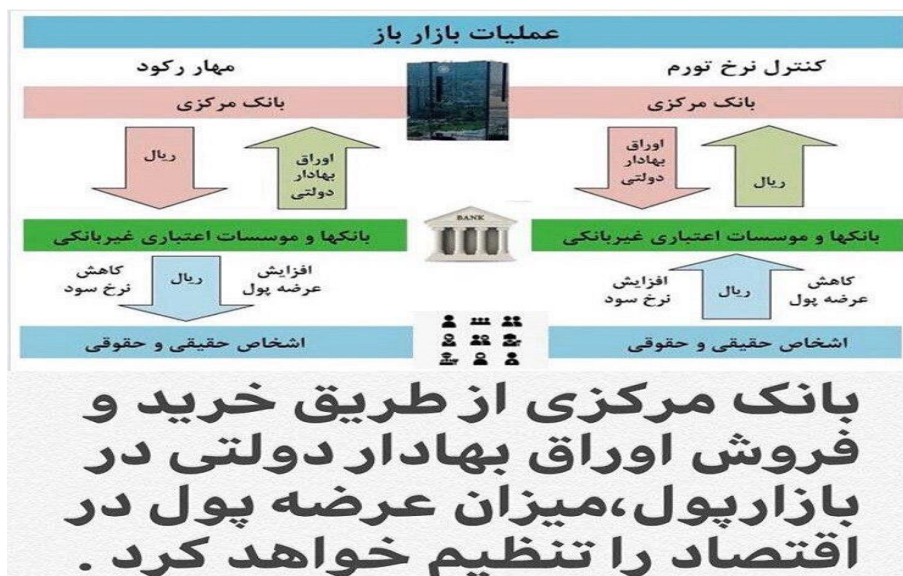 عملیات بازار باز
کنترل نرخ تورم
مهار رکود
بانک مرکزی
بانک مرکزی
اوراق
بهادار
دولتی
ریال
اوراق
بهادار
دولتی
ریال
BANK
بانکها و موسسات اعتباری غیربانکی
بانکها و موسسات اعتباری غیربانکی
کاهش
عرضه پول
ریال
افزایش
نرخ سود
افزایش
عرضه پول
ریال
کاهش
نرخ سود
اشخاص حقیقی و حقوقی
اشخاص حقیقی و حقوقی
بانک مرکزی از طریق خرید و
فروش اوراق بهادار دولتی در
بازارپول،میزان عرضه پول در
اقتصاد را تنظیم خواهد کرد .